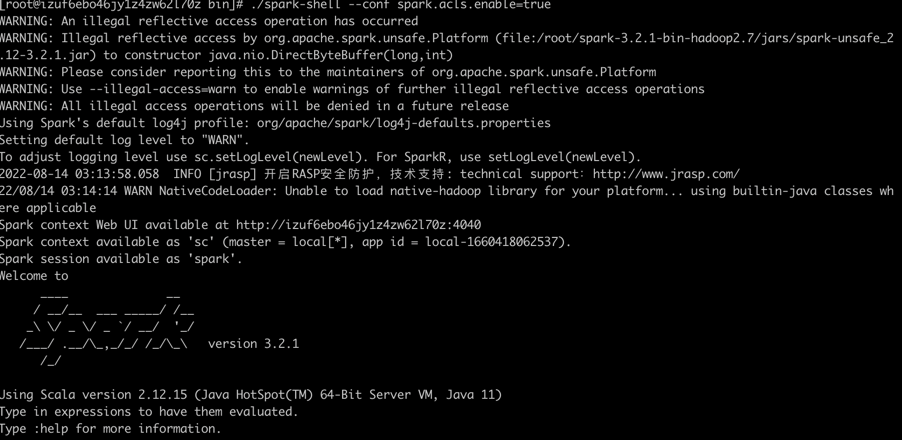 [root@izuf6ebo46jy1z4zw62l70z bin]# ./spark-shell --conf spark.acls.enable=true
WARNING: An illegal reflective access operation has occurred
WARNING: Illegal reflective access by org.apache.spark.unsafe.Platform (file:/root/spark-3.2.1-bin-hadoop2.7/jars/spark-unsafe_2
.12-3.2.1.jar) to constructor java.nio.DirectByteBuffer(long,int)
WARNING: Please consider reporting this to the maintainers of org.apache.spark.unsafe.Platform
WARNING: Use --illegal-access=warn to enable warnings of further illegal reflective access operations
WARNING: All illegal access operations will be denied in a future release
Using Spark's default log4j profile: org/apache/spark/log4j-defaults.properties
Setting default log level to "WARN".
To adjust logging level use sc.setLogLevel(newLevel). For SparkR, use setLogLevel(newLevel).
2022-08-14 03:13:58.058  INFO [jrasp] 开启RASP安全防护, 技术支持: technical support: http://www.jrasp.com/
22/08/14 03:14:14 WARN NativeCodeLoader: Unable to load native-hadoop library for your platform... using builtin-java classes wh
ere applicable
Spark context Web UI available at http://izuf6ebo46jy1z4zw62l70z:4040
Spark context available as 'sc' (master = local[*], app id = local-1660418062537).
Spark session available as 'spark'.
Welcome to
      ____              __
     / __/__  ___ _____/ /__
    _\ \/ _ \/ _ `/ __/  '_/
   /___/ .__/\_,_/_/ /_/\_\   version 3.2.1
      /_/
Using Scala version 2.12.15 (Java HotSpot(TM) 64-Bit Server VM, Java 11)
Type in expressions to have them evaluated.
Type :help for more information.